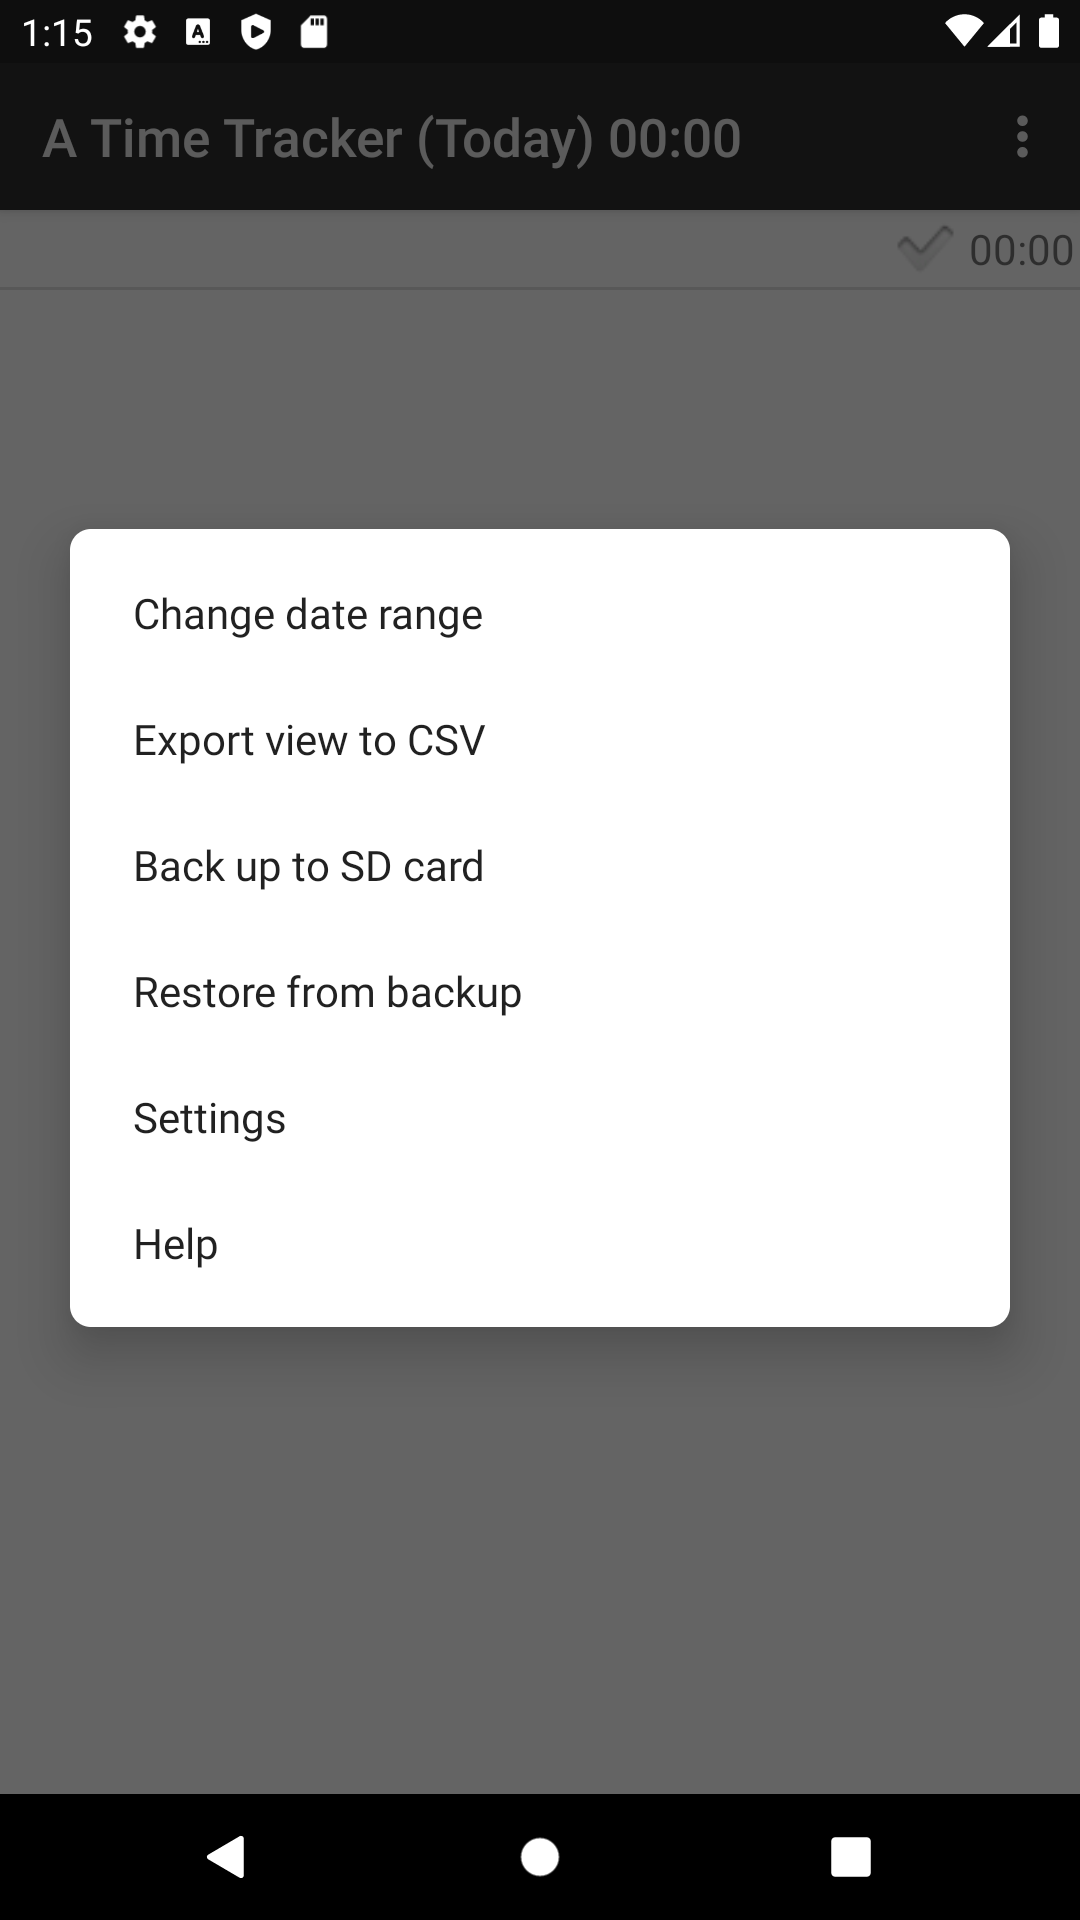 1:15
A Time Tracker (Today) 00:00
00:00
Change date range
Export view to CSV
Back up to SD card
Restore from backup
Settings
Help